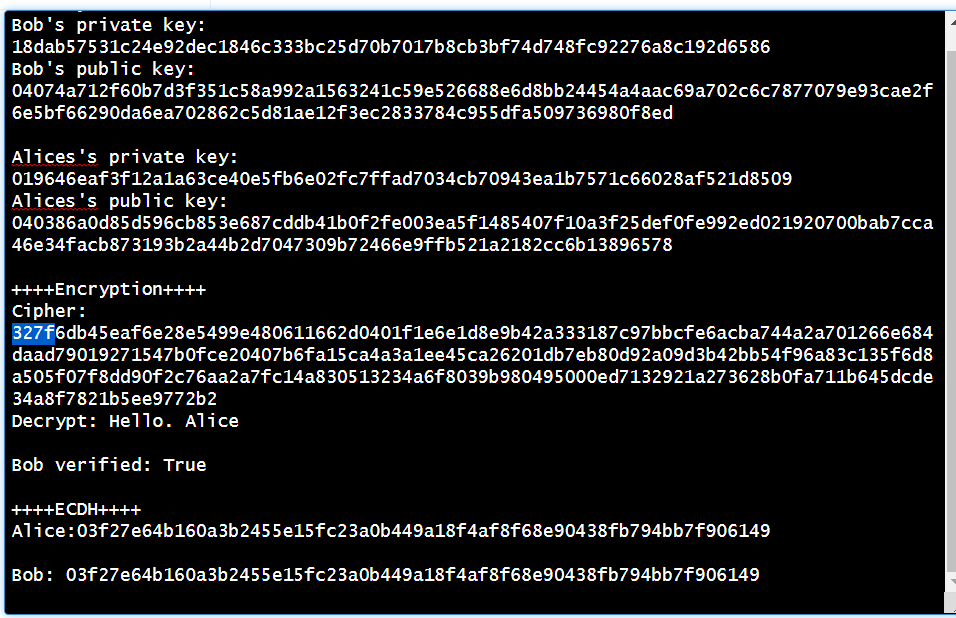 Bob's private key:
18dab57531c24e92dec1846c333bc25d70b7017b8cb3bf74d748fc92276a8c192d6586
Bob's public key:
04074a712f60b7d3f351c58a992a1563241c59e526688e6d8bb24454a4aac69a702c6c7877079e93cae2f
6e5bf66290da6ea702862c5d81ae12f3ec2833784c955dfa509736980f8ed
Alices's private key:
019646eaf3f12a1a63ce40e5fb6e02fc7ffad7034cb70943ea1b7571c66028af521d8509
Alices's public key:
040386a0d85d596cb853e687cddb41b0f2fe003ea5f1485407f10a3f25def0fe992ed021920700bab7cca
46e34facb873193b2a44b2d7047309b72466e9ffb521a2182cc6b13896578
++++Encryption++++
Cipher:
327f6db45eaf6e28e5499e480611662d0401f1e6e1d8e9b42a333187c97bbcfe6acba744a2a701266e684
daad79019271547b0fce20407b6fa15ca4a3a1ee45ca26201db7eb80d92a09d3b42bb54f96a83c135f6d8
a505f07f8dd90f2c76aa2a7fc14a830513234a6f8039b980495000ed7132921a273628b0fa711b645dcde
34a8f7821b5ee9772b2
Decrypt: Hello. Alice
Bob verified: True
++++ECDH++++
Alice:03f27e64b160a3b2455e15fc23a0b449a18f4af8f68e90438fb794bb7f906149
Bob: 03f27e64b160a3b2455e15fc23a0b449a18f4af8f68e90438fb794bb7f906149